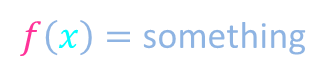 f(x) = something